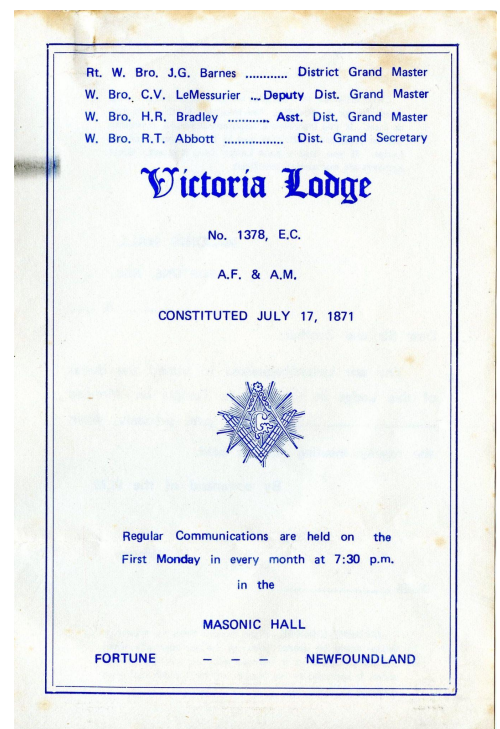 Rt. W. Bro. J.G. Barnes ............ District Grand Master
W. Bro. C.V. LeMessurier ... Deputy Dist. Grand Master
W. Bro. H.R. Bradley ........... Asst. Dist. Grand Master
W. Bro. R.T. Abbott ................. Dist. Grand Secretary
Victoria Lodge
No. 1378, E.C.
A.F. & A.M.
CONSTITUTED JULY 17, 1871
G
Regular Communications are held on the
First Monday in every month at 7:30 p.m.
in the
MASONIC HALL
FORTUNE — — — NEWFOUNDLAND